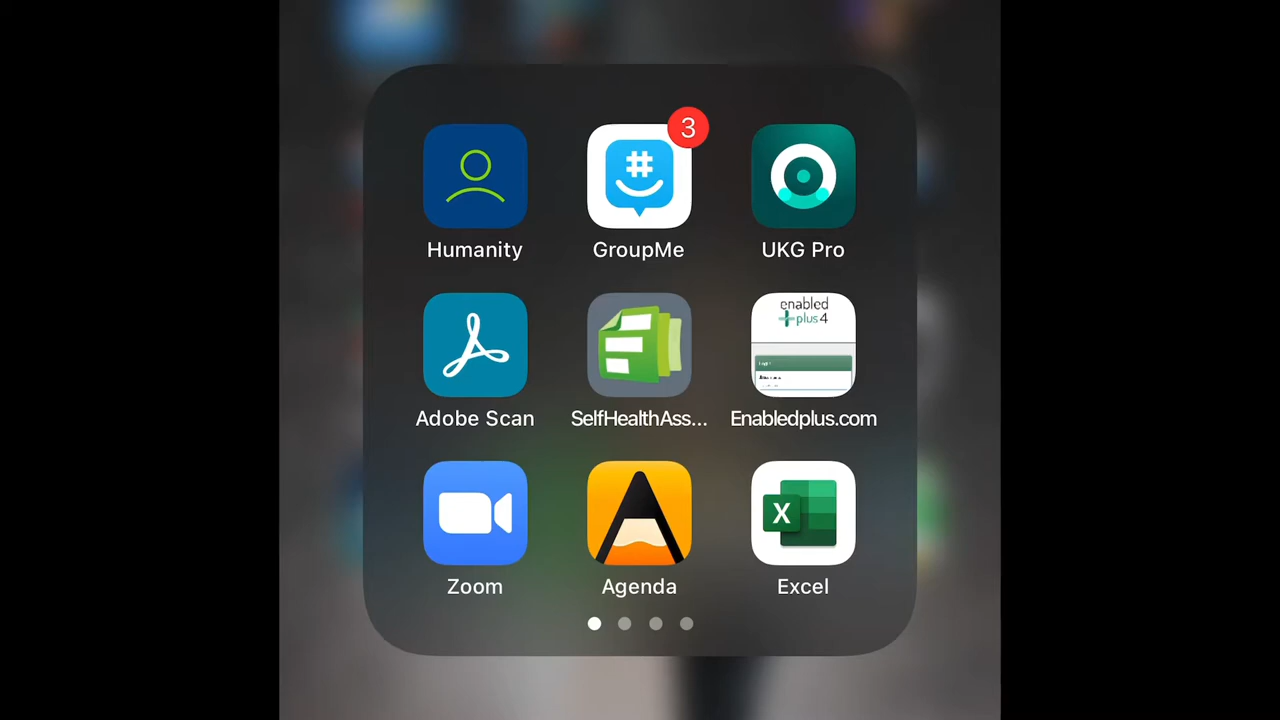 3
Humanity
GroupMe
UKG Pro
enabled
plus 4
Adobe Scan
SelfHealthAss...
Enabledplus.com
X
Zoom
Agenda
Excel